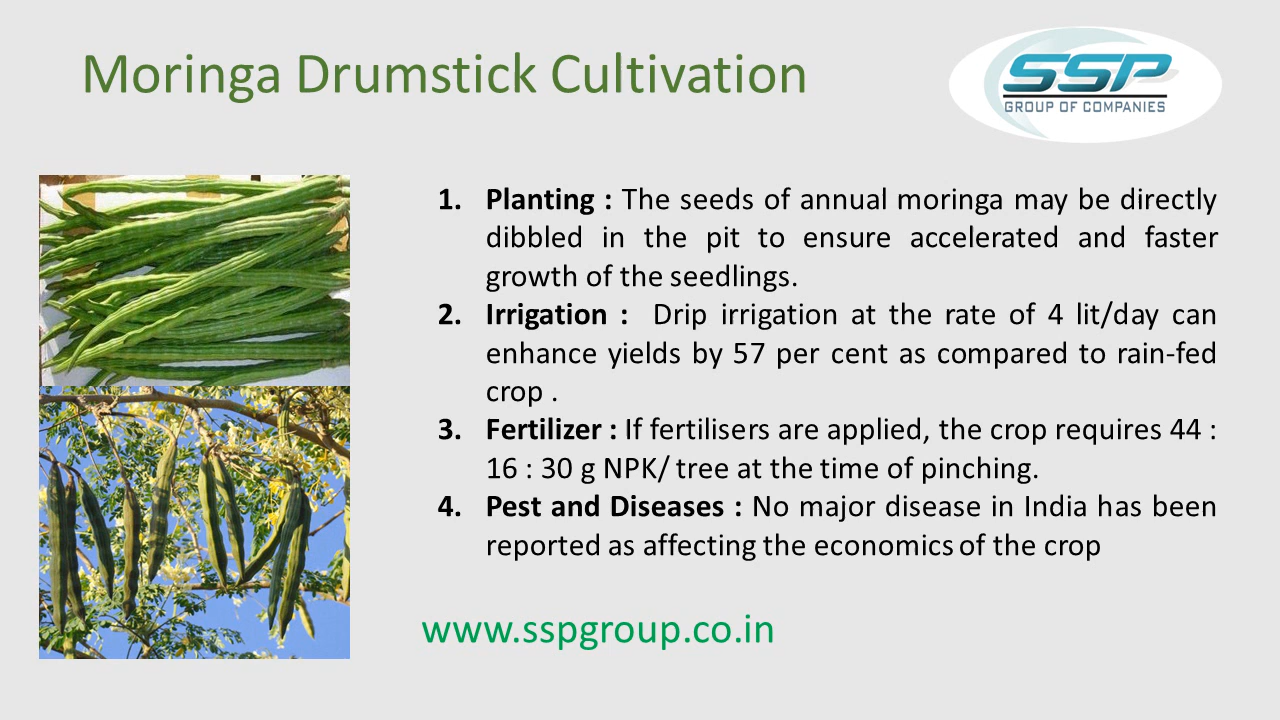 Moringa Drumstick Cultivation
SSP
GROUP OF COMPANIES
1. Planting : The seeds of annual moringa may be directly
dibbled in the pit to ensure accelerated and faster
growth of the seedlings.
2. Irrigation : Drip irrigation at the rate of 4 lit/day can
enhance yields by 57 per cent as compared to rain-fed
crop .
3. Fertilizer : If fertilisers are applied, the crop requires 44 :
16 : 30 g NPK/ tree at the time of pinching.
4. Pest and Diseases : No major disease in India has been
reported as affecting the economics of the crop
www.sspgroup.co.in